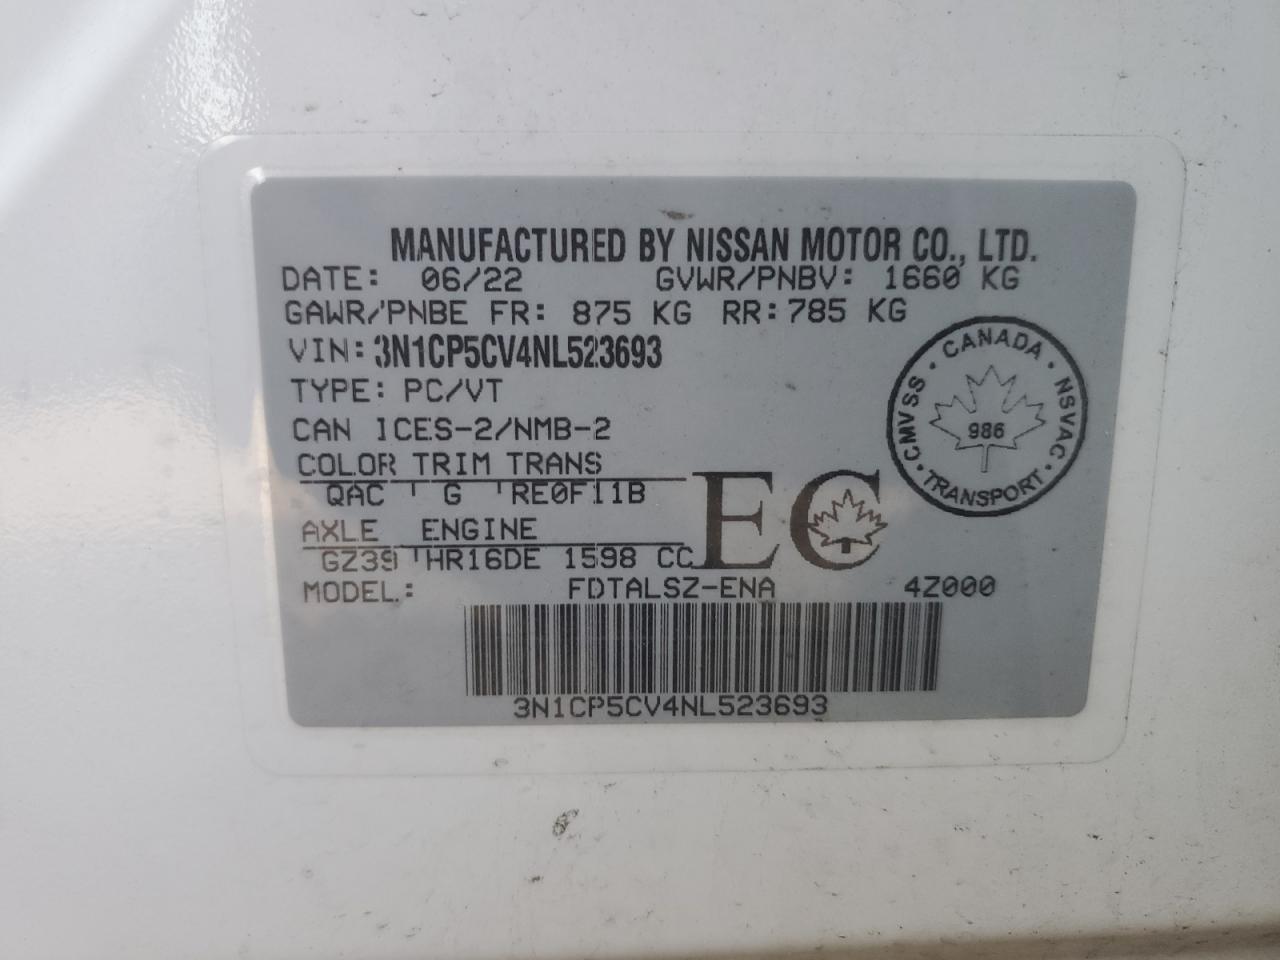 MANUFACTURED BY NISSAN MOTOR CO., LTD.
DATE: 06/22 GVWR/PNBV: 1660 KG
GAWR/PNBE FR: 875 KG RR: 785 KG
VIN: 3N1CP5CV4NL523693
TYPE: PC/VT
CAN ICES-2/NMB-2
COLOR TRIM TRANS
QAC G RE0F11B
AXLE ENGINE
GZ39 HR16DE 1598 CC
MODEL: FDTALSZ-ENA 4Z000
3N1CP5CV4NL523693
EC
CMVSS · CANADA · NSVAC · TRANSPORT ·
986